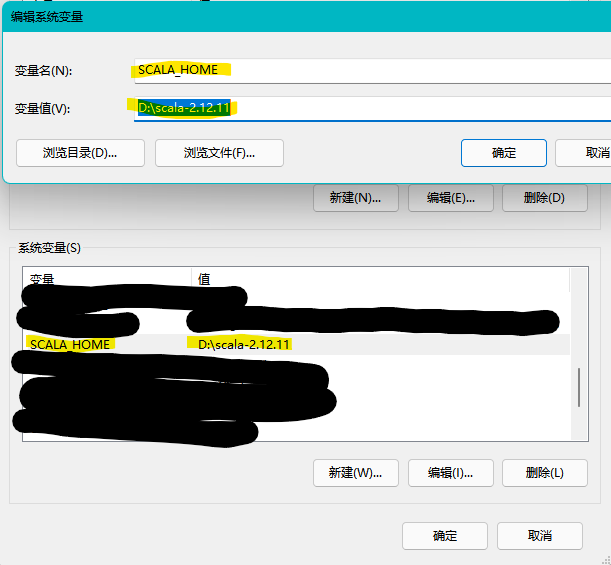 编辑系统变量
变量名(N):
SCALA_HOME
变量值(V):
D:\scala-2.12.11
浏览目录(D)...
浏览文件(F)...
确定
取消
新建(N)...
编辑(E)...
删除(D)
系统变量(S)
变量
值
SCALA_HOME
D:\scala-2.12.11
新建(W)...
编辑(I)...
删除(L)
确定
取消